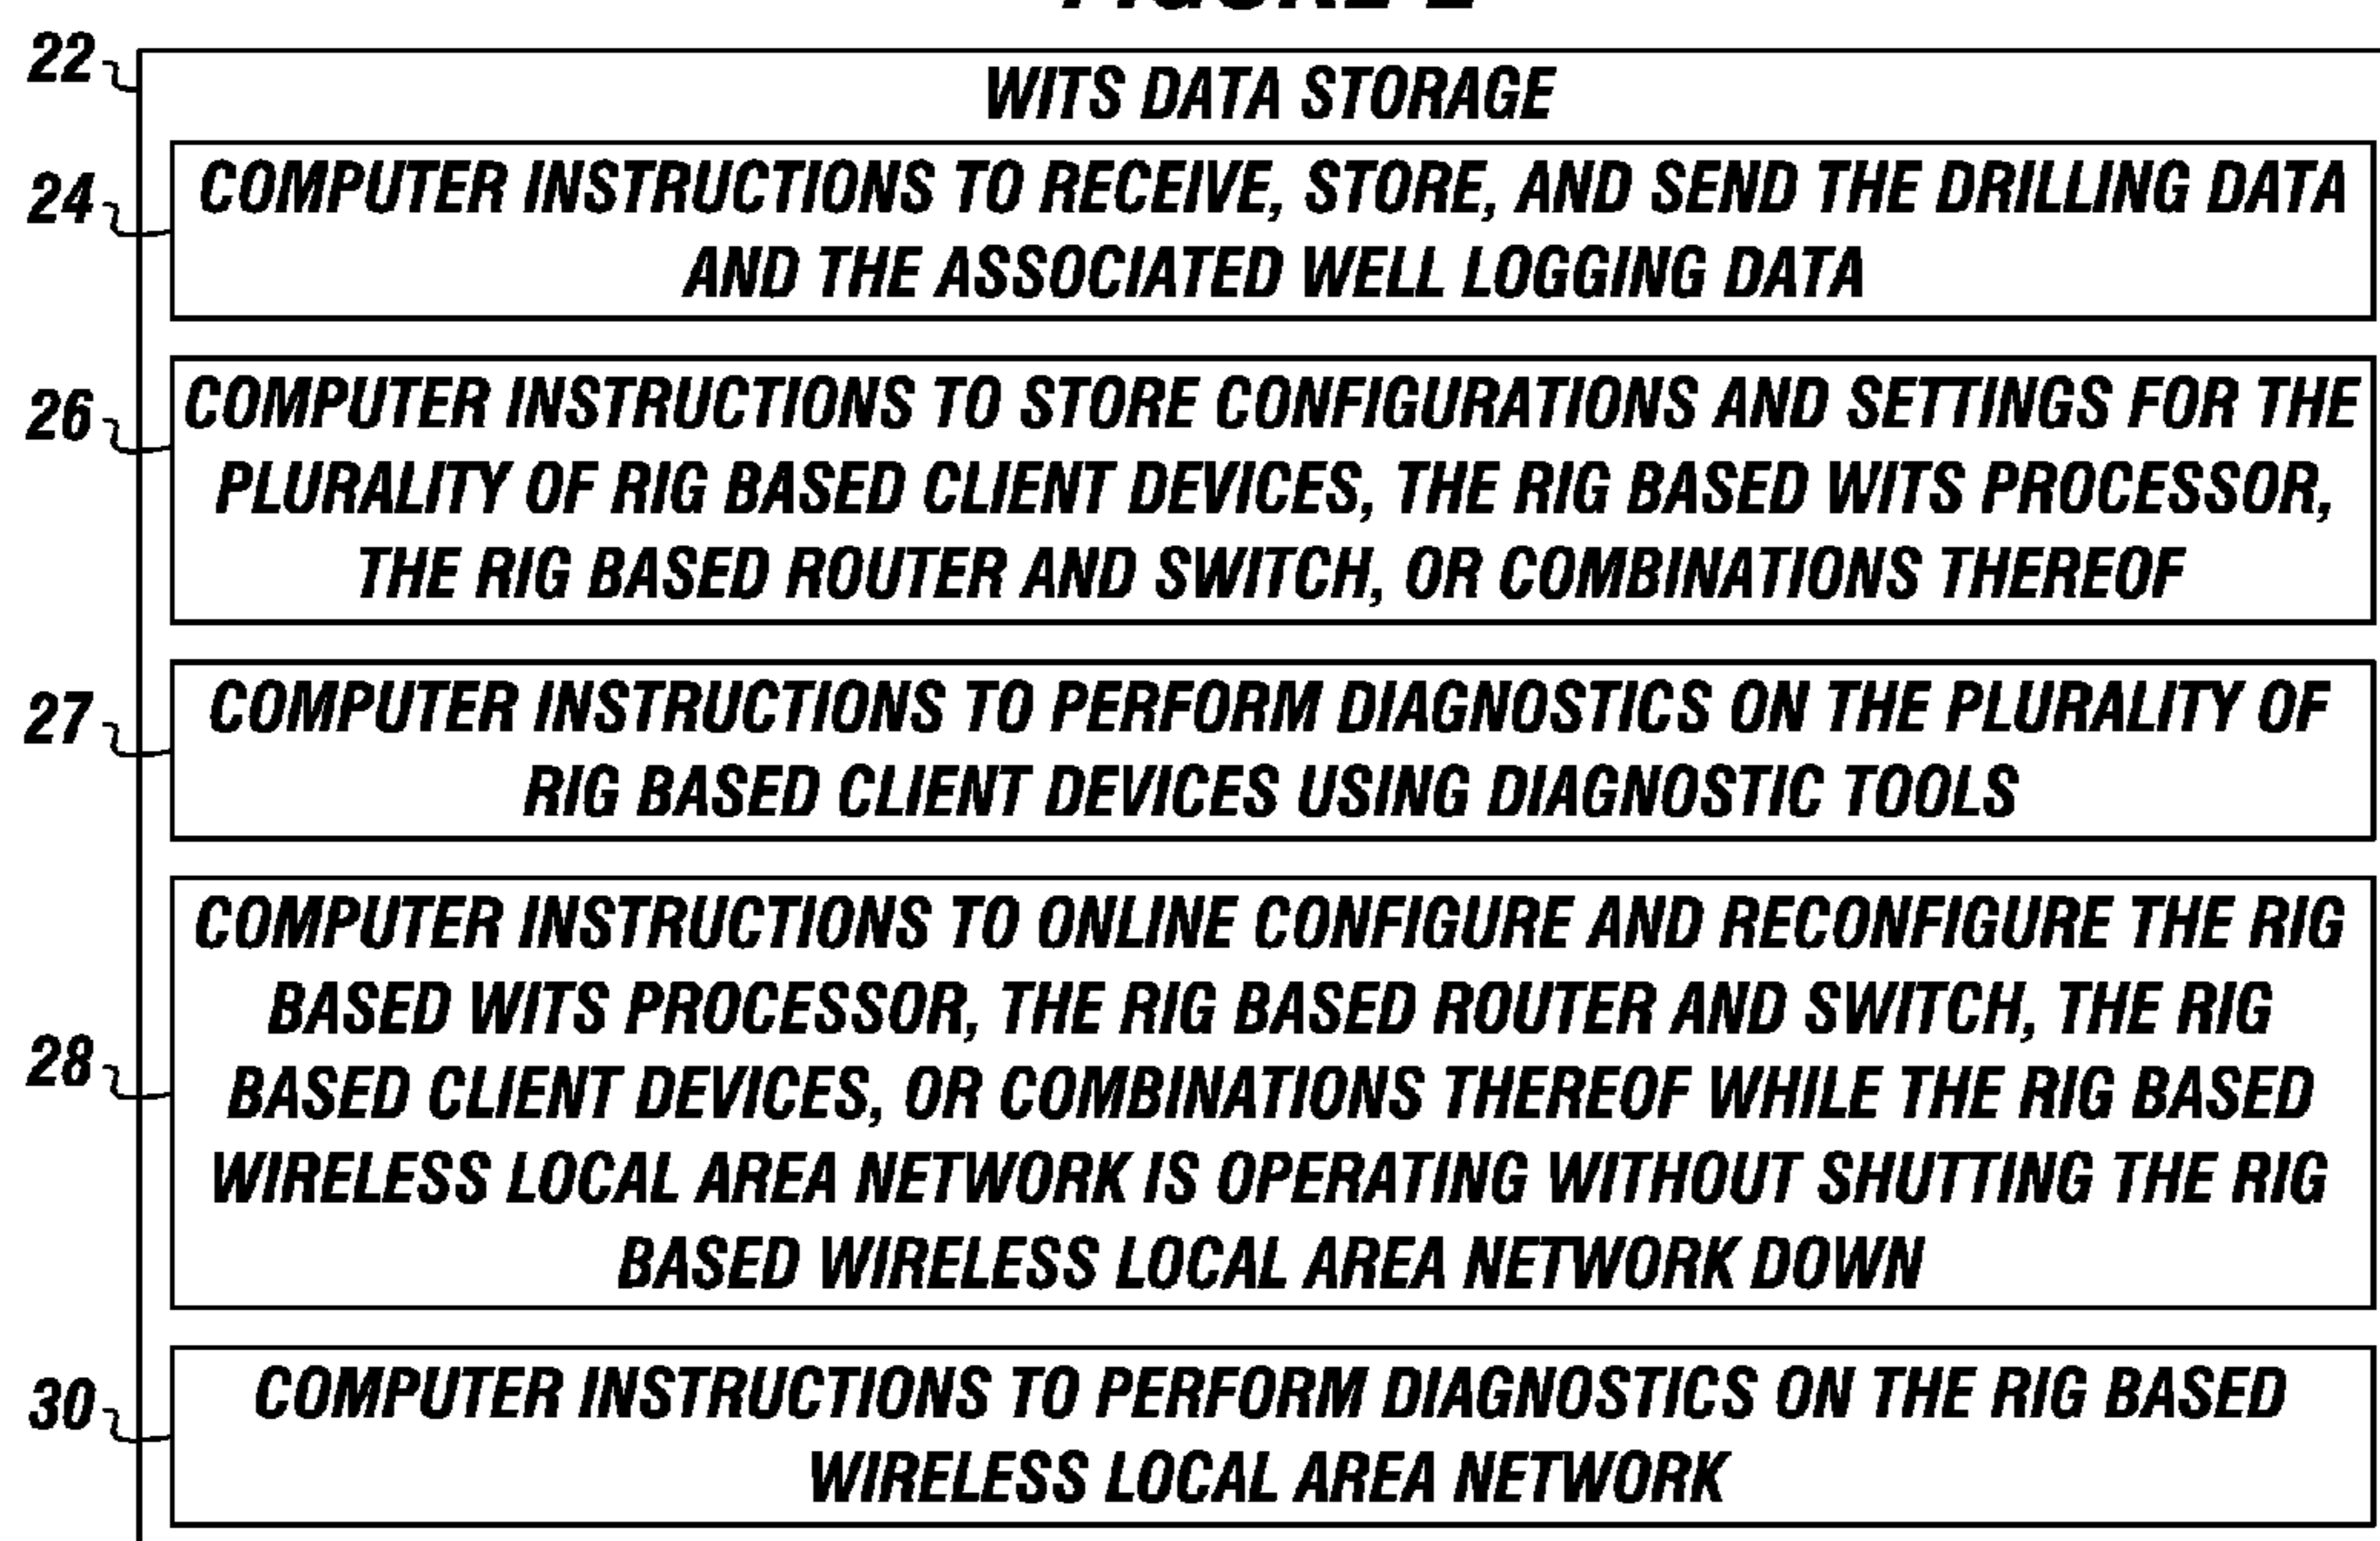 22
WITS DATA STORAGE
24
COMPUTER INSTRUCTIONS TO RECEIVE, STORE, AND SEND THE DRILLING DATA
AND THE ASSOCIATED WELL LOGGING DATA
26
COMPUTER INSTRUCTIONS TO STORE CONFIGURATIONS AND SETTINGS FOR THE
PLURALITY OF RIG BASED CLIENT DEVICES, THE RIG BASED WITS PROCESSOR,
THE RIG BASED ROUTER AND SWITCH, OR COMBINATIONS THEREOF
27
COMPUTER INSTRUCTIONS TO PERFORM DIAGNOSTICS ON THE PLURALITY OF
RIG BASED CLIENT DEVICES USING DIAGNOSTIC TOOLS
28
COMPUTER INSTRUCTIONS TO ONLINE CONFIGURE AND RECONFIGURE THE RIG
BASED WITS PROCESSOR, THE RIG BASED ROUTER AND SWITCH, THE RIG
BASED CLIENT DEVICES, OR COMBINATIONS THEREOF WHILE THE RIG BASED
WIRELESS LOCAL AREA NETWORK IS OPERATING WITHOUT SHUTTING THE RIG
BASED WIRELESS LOCAL AREA NETWORK DOWN
30
COMPUTER INSTRUCTIONS TO PERFORM DIAGNOSTICS ON THE RIG BASED
WIRELESS LOCAL AREA NETWORK